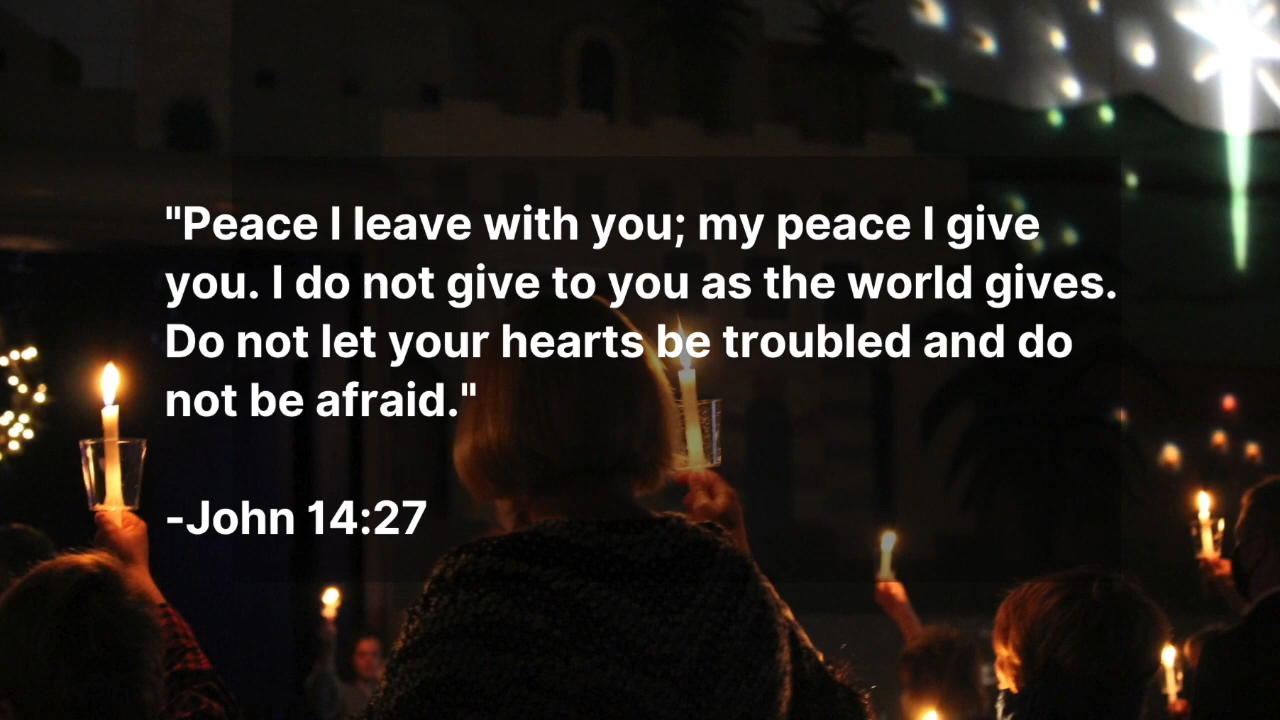 "Peace I leave with you; my peace I give
you. I do not give to you as the world gives.
Do not let your hearts be troubled and do
not be afraid."
-John 14:27